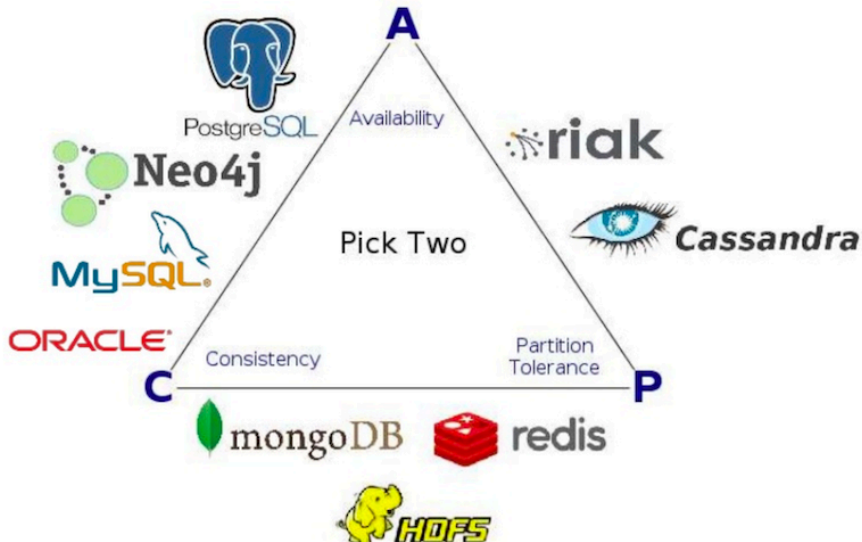 A
PostgreSQL
Availability
riak
Neo4j
Cassandra
Pick Two
MySQL®
ORACLE®
Consistency
Partition
Tolerance
C
P
mongoDB
redis
HDFS